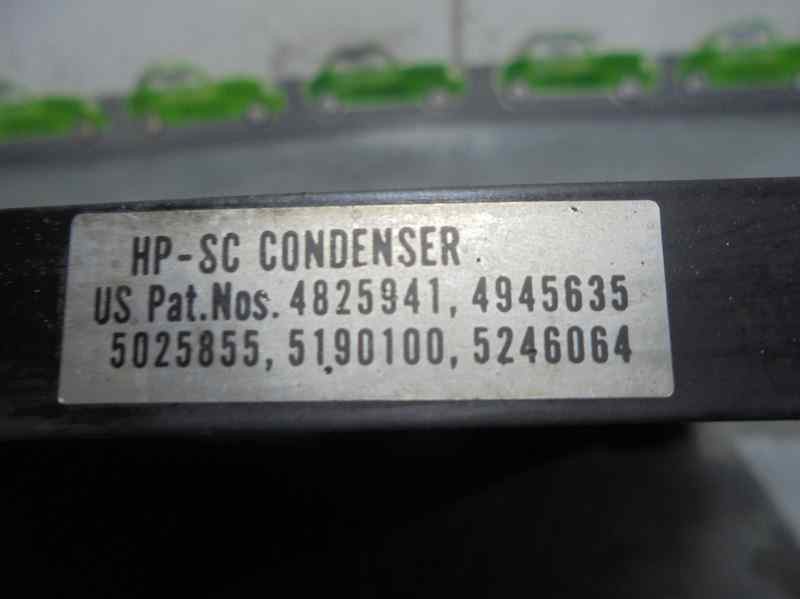 HP-SC CONDENSER
US Pat.Nos. 4825941, 4945635
5025855, 5190100, 5246064